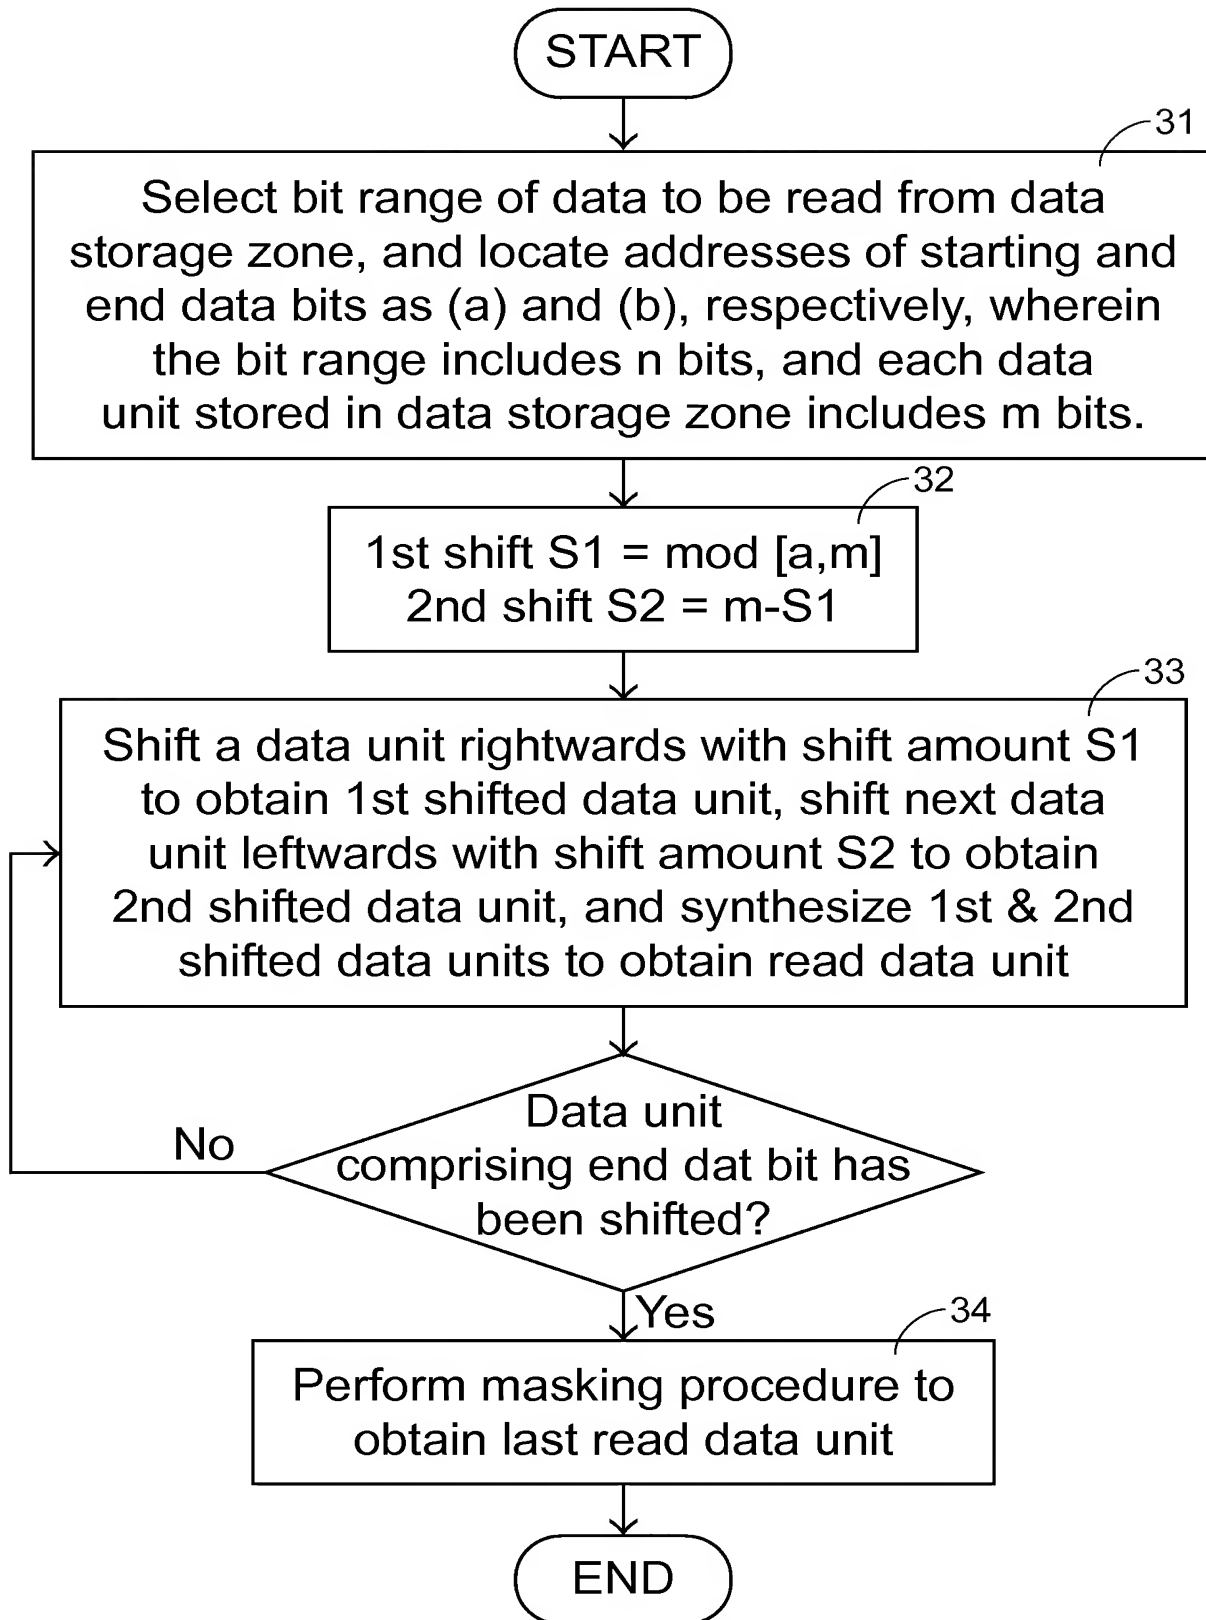 START
31
Select bit range of data to be read from data
storage zone, and locate addresses of starting and
end data bits as (a) and (b), respectively, wherein
the bit range includes n bits, and each data
unit stored in data storage zone includes m bits.
32
1st shift S1 = mod [a,m]
2nd shift S2 = m-S1
33
Shift a data unit rightwards with shift amount S1
to obtain 1st shifted data unit, shift next data
unit leftwards with shift amount S2 to obtain
2nd shifted data unit, and synthesize 1st & 2nd
shifted data units to obtain read data unit
Data unit
No
comprising end dat bit has
been shifted?
Yes
34
Perform masking procedure to
obtain last read data unit
END